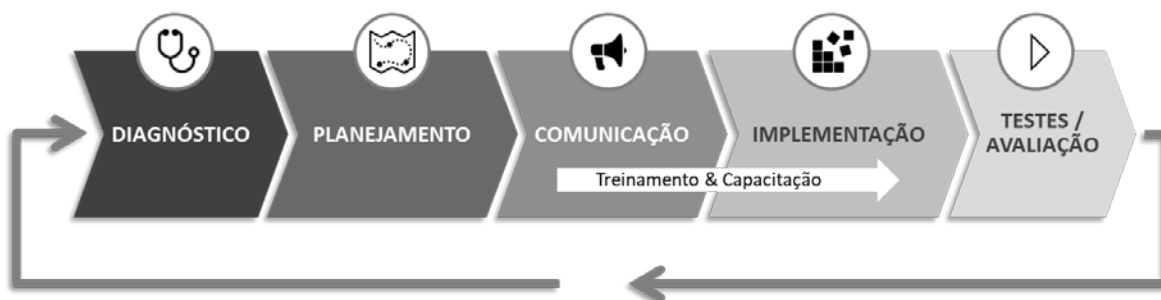 DIAGNÓSTICO
PLANEJAMENTO
COMUNICAÇÃO
IMPLEMENTAÇÃO
TESTES /
AVALIAÇÃO
Treinamento & Capacitação